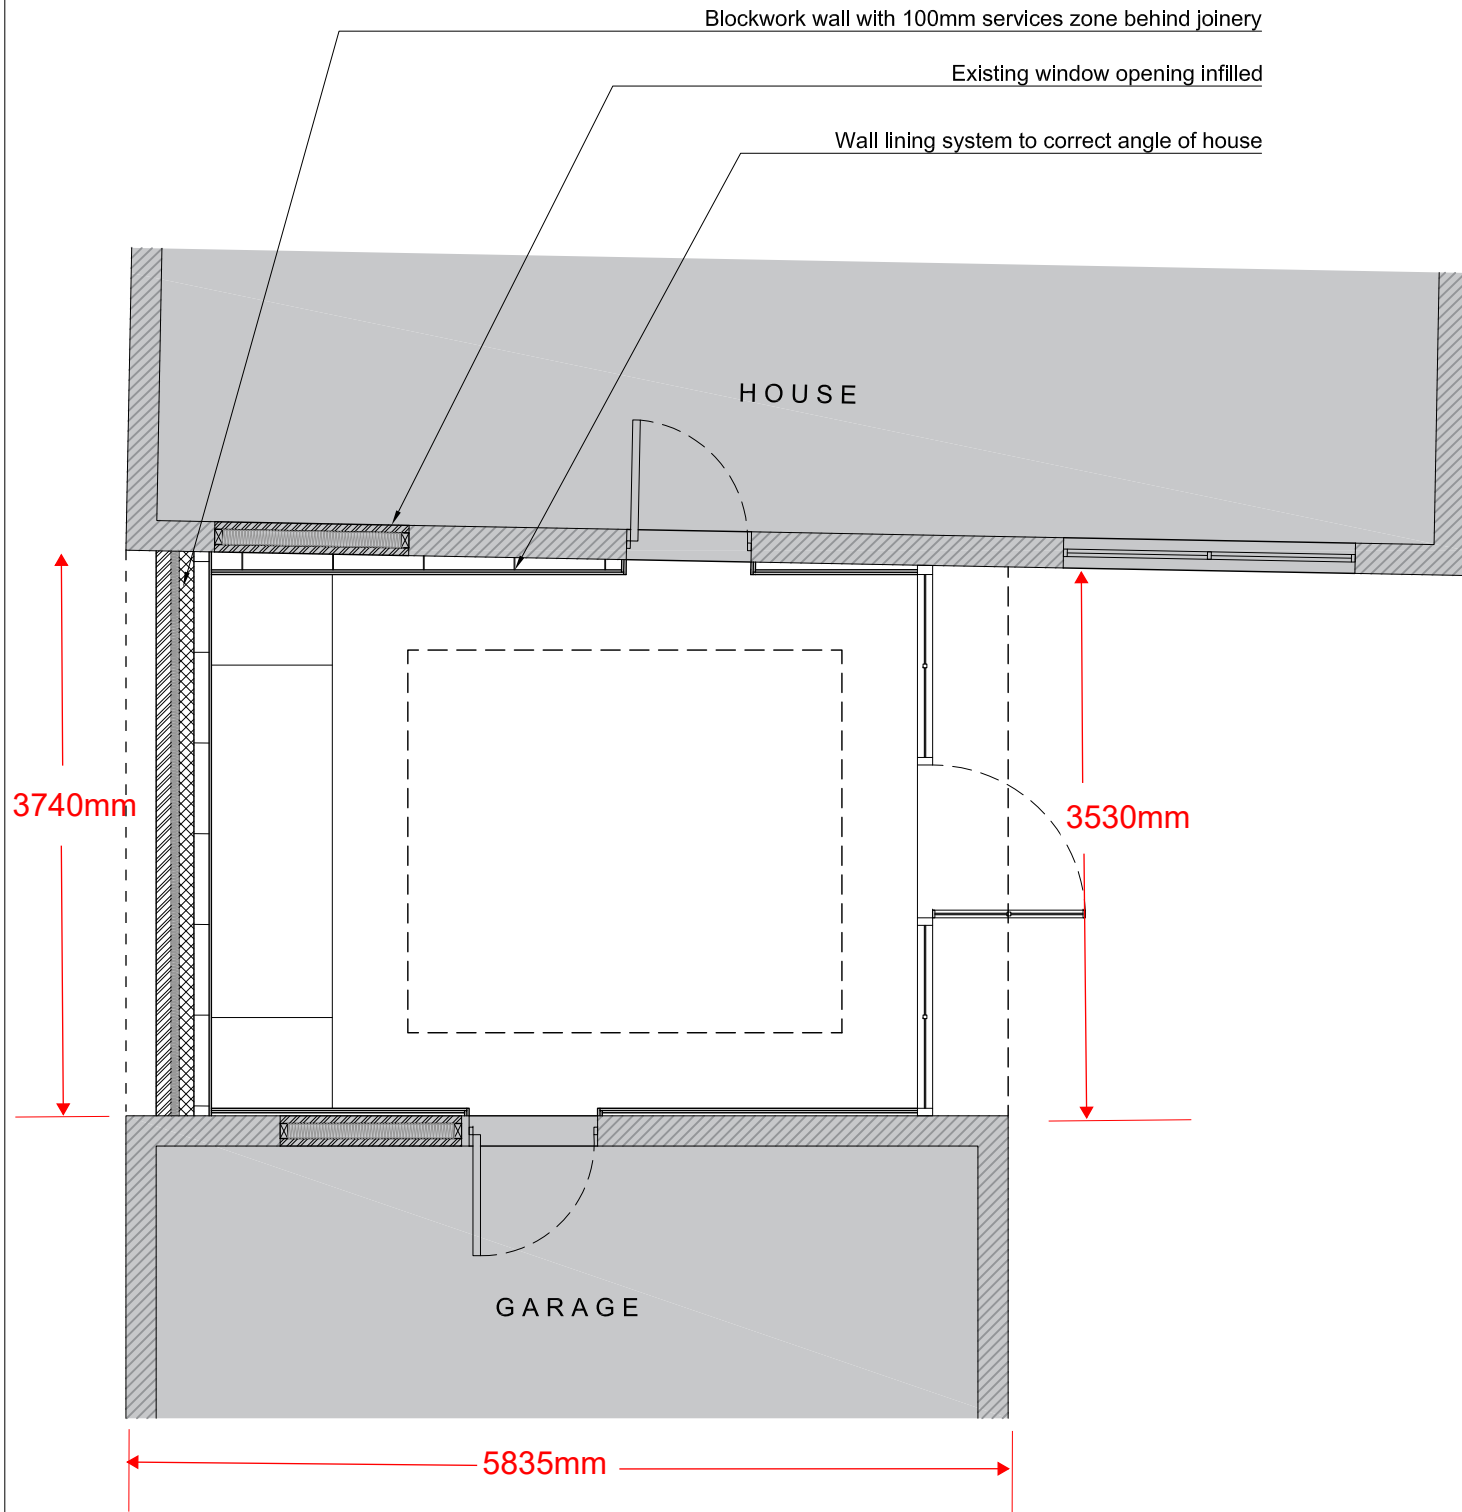 Blockwork wall with 100mm services zone behind joinery
Existing window opening infilled
Wall lining system to correct angle of house
HOUSE
3740mm
3530mm
GARAGE
5835mm